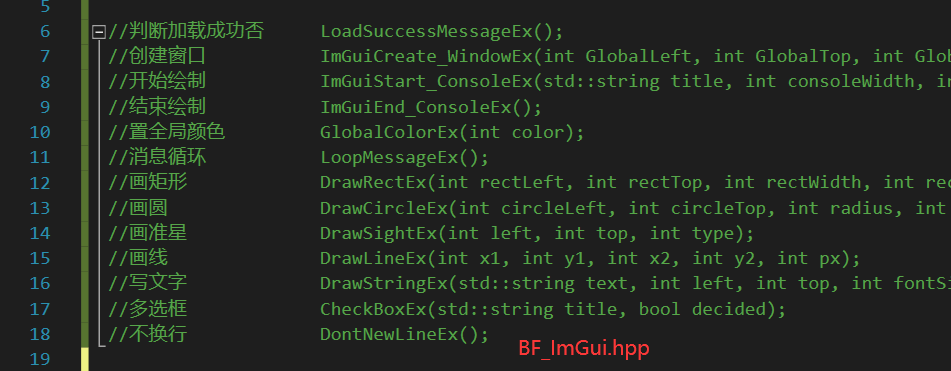 5
6 //判断加载成功否 LoadSuccessMessageEx();
7 //创建窗口 ImGuiCreate_WindowEx(int GlobalLeft, int GlobalTop, int Glob
8 //开始绘制 ImGuiStart_ConsoleEx(std::string title, int consoleWidth, in
9 //结束绘制 ImGuiEnd_ConsoleEx();
10 //置全局颜色 GlobalColorEx(int color);
11 //消息循环 LoopMessageEx();
12 //画矩形 DrawRectEx(int rectLeft, int rectTop, int rectWidth, int rec
13 //画圆 DrawCircleEx(int circleLeft, int circleTop, int radius, int
14 //画准星 DrawSightEx(int left, int top, int type);
15 //画线 DrawLineEx(int x1, int y1, int x2, int y2, int px);
16 //写文字 DrawStringEx(std::string text, int left, int top, int fontSi
17 //多选框 CheckBoxEx(std::string title, bool decided);
18 //不换行 DontNewLineEx();
BF_ImGui.hpp
19